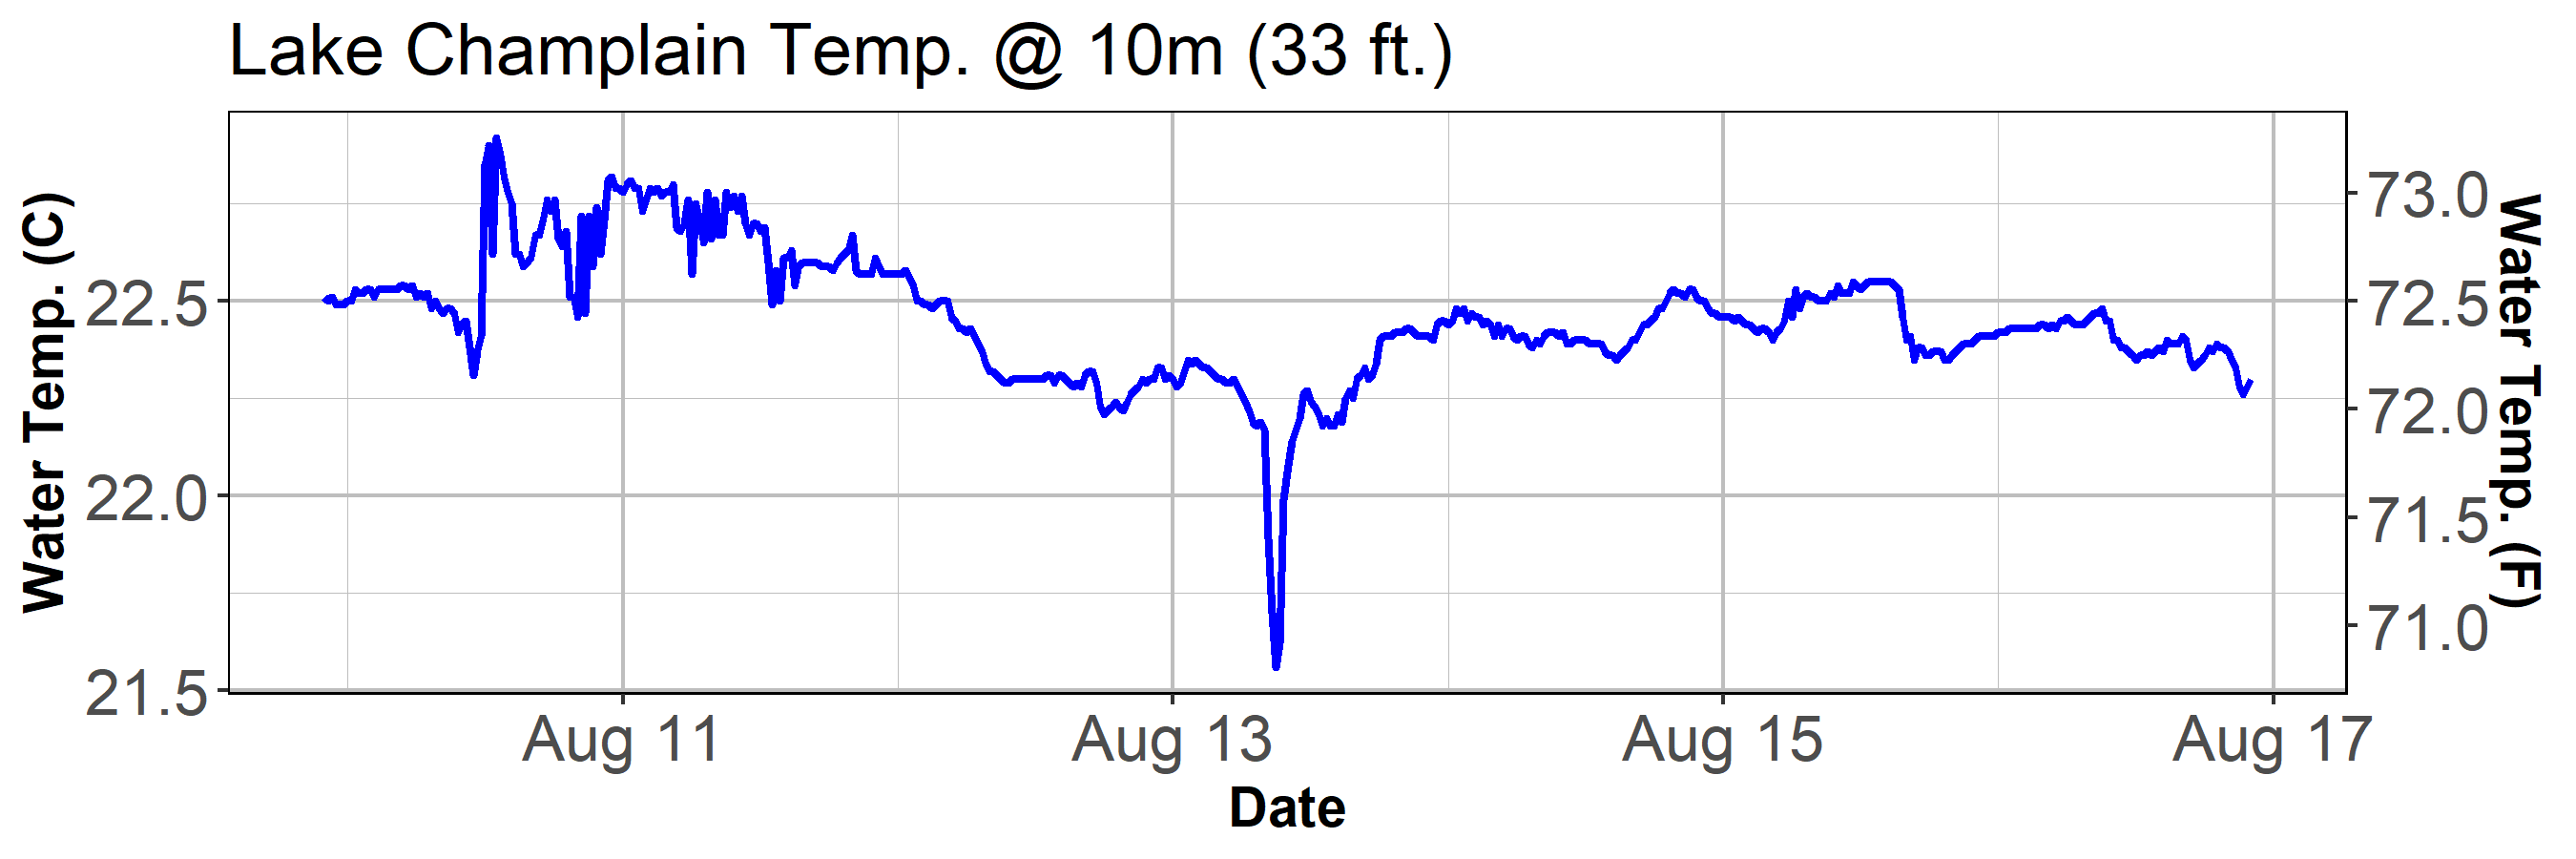 Lake Champlain Temp. @ 10m (33 ft.)
Water Temp. (C)
22.5
22.0
21.5
73.0
72.5
72.0
71.5
71.0
Water Temp. (F)
Aug 11
Aug 13
Aug 15
Aug 17
Date